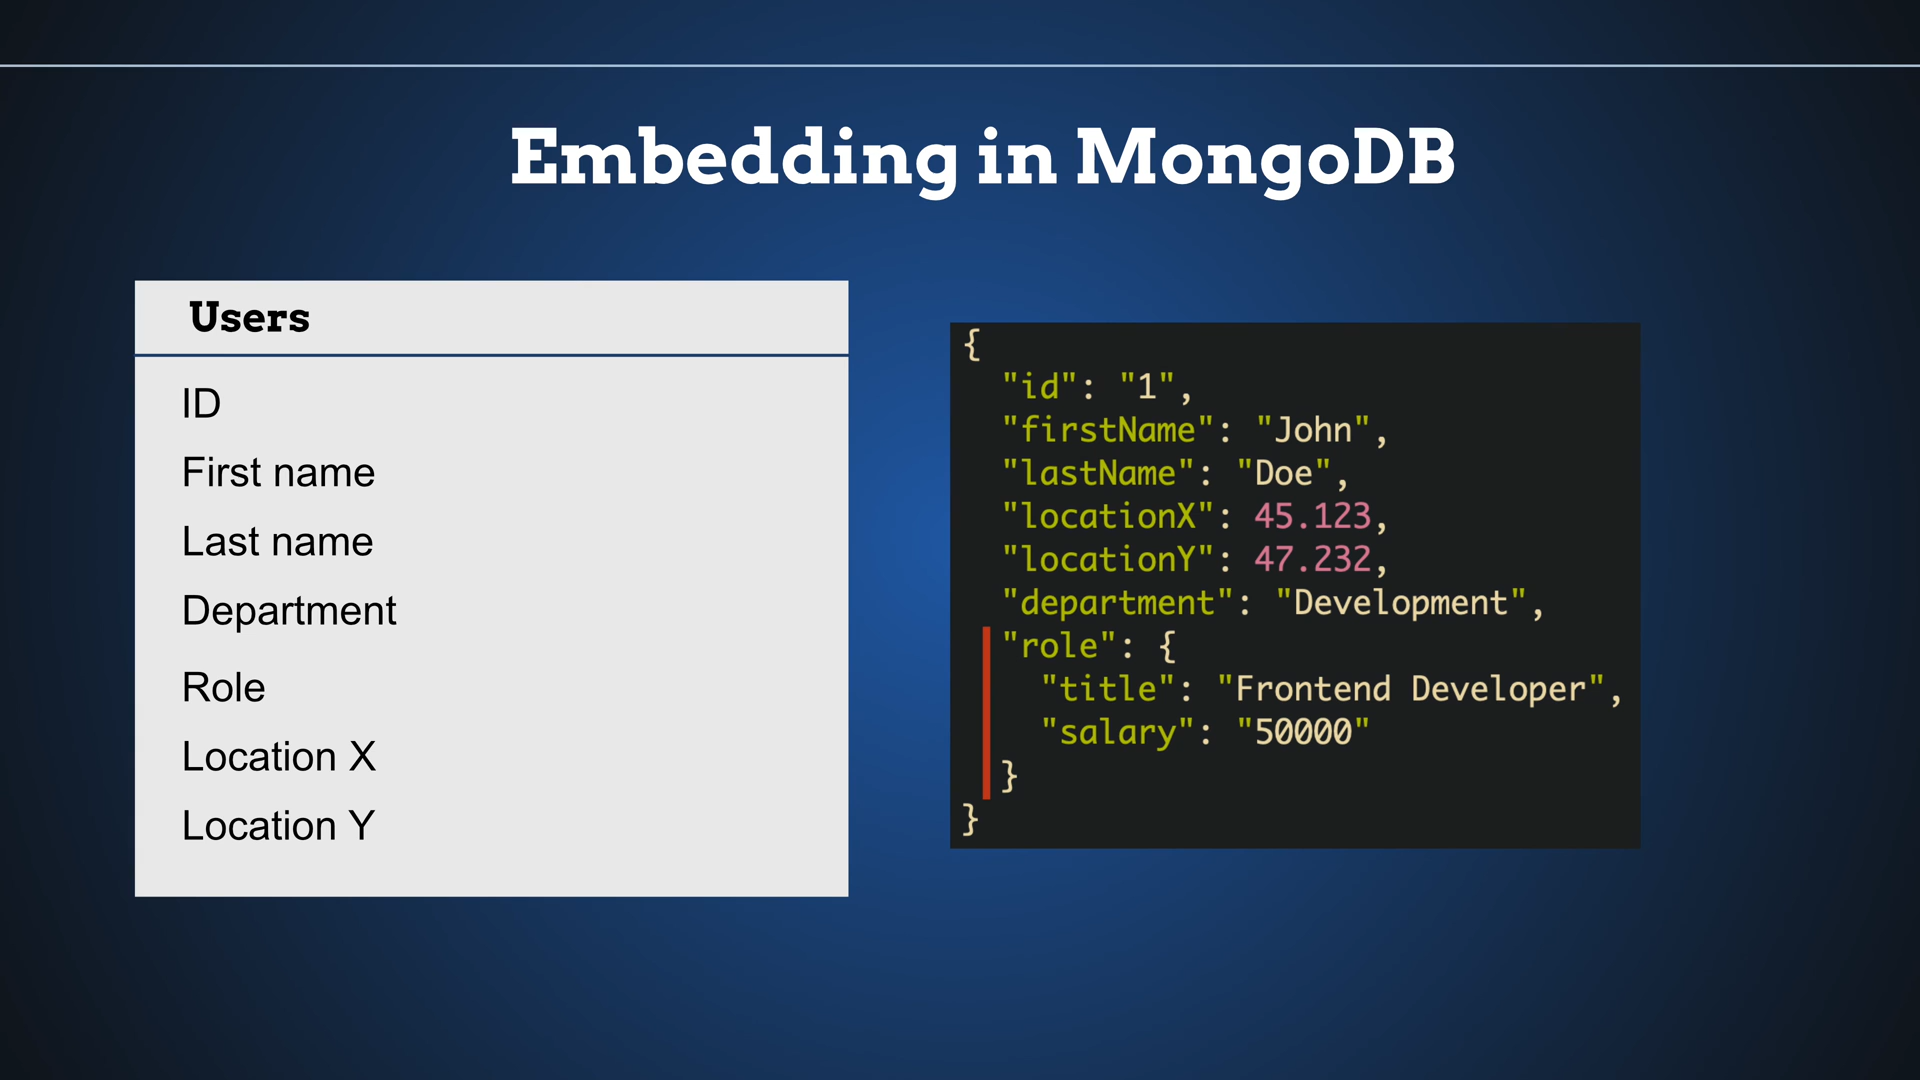 Embedding in MongoDB
Users
ID
First name
Last name
Department
Role
Location X
Location Y
{
  "id": "1",
  "firstName": "John",
  "lastName": "Doe",
  "locationX": 45.123,
  "locationY": 47.232,
  "department": "Development",
  "role": {
    "title": "Frontend Developer",
    "salary": "50000"
  }
}